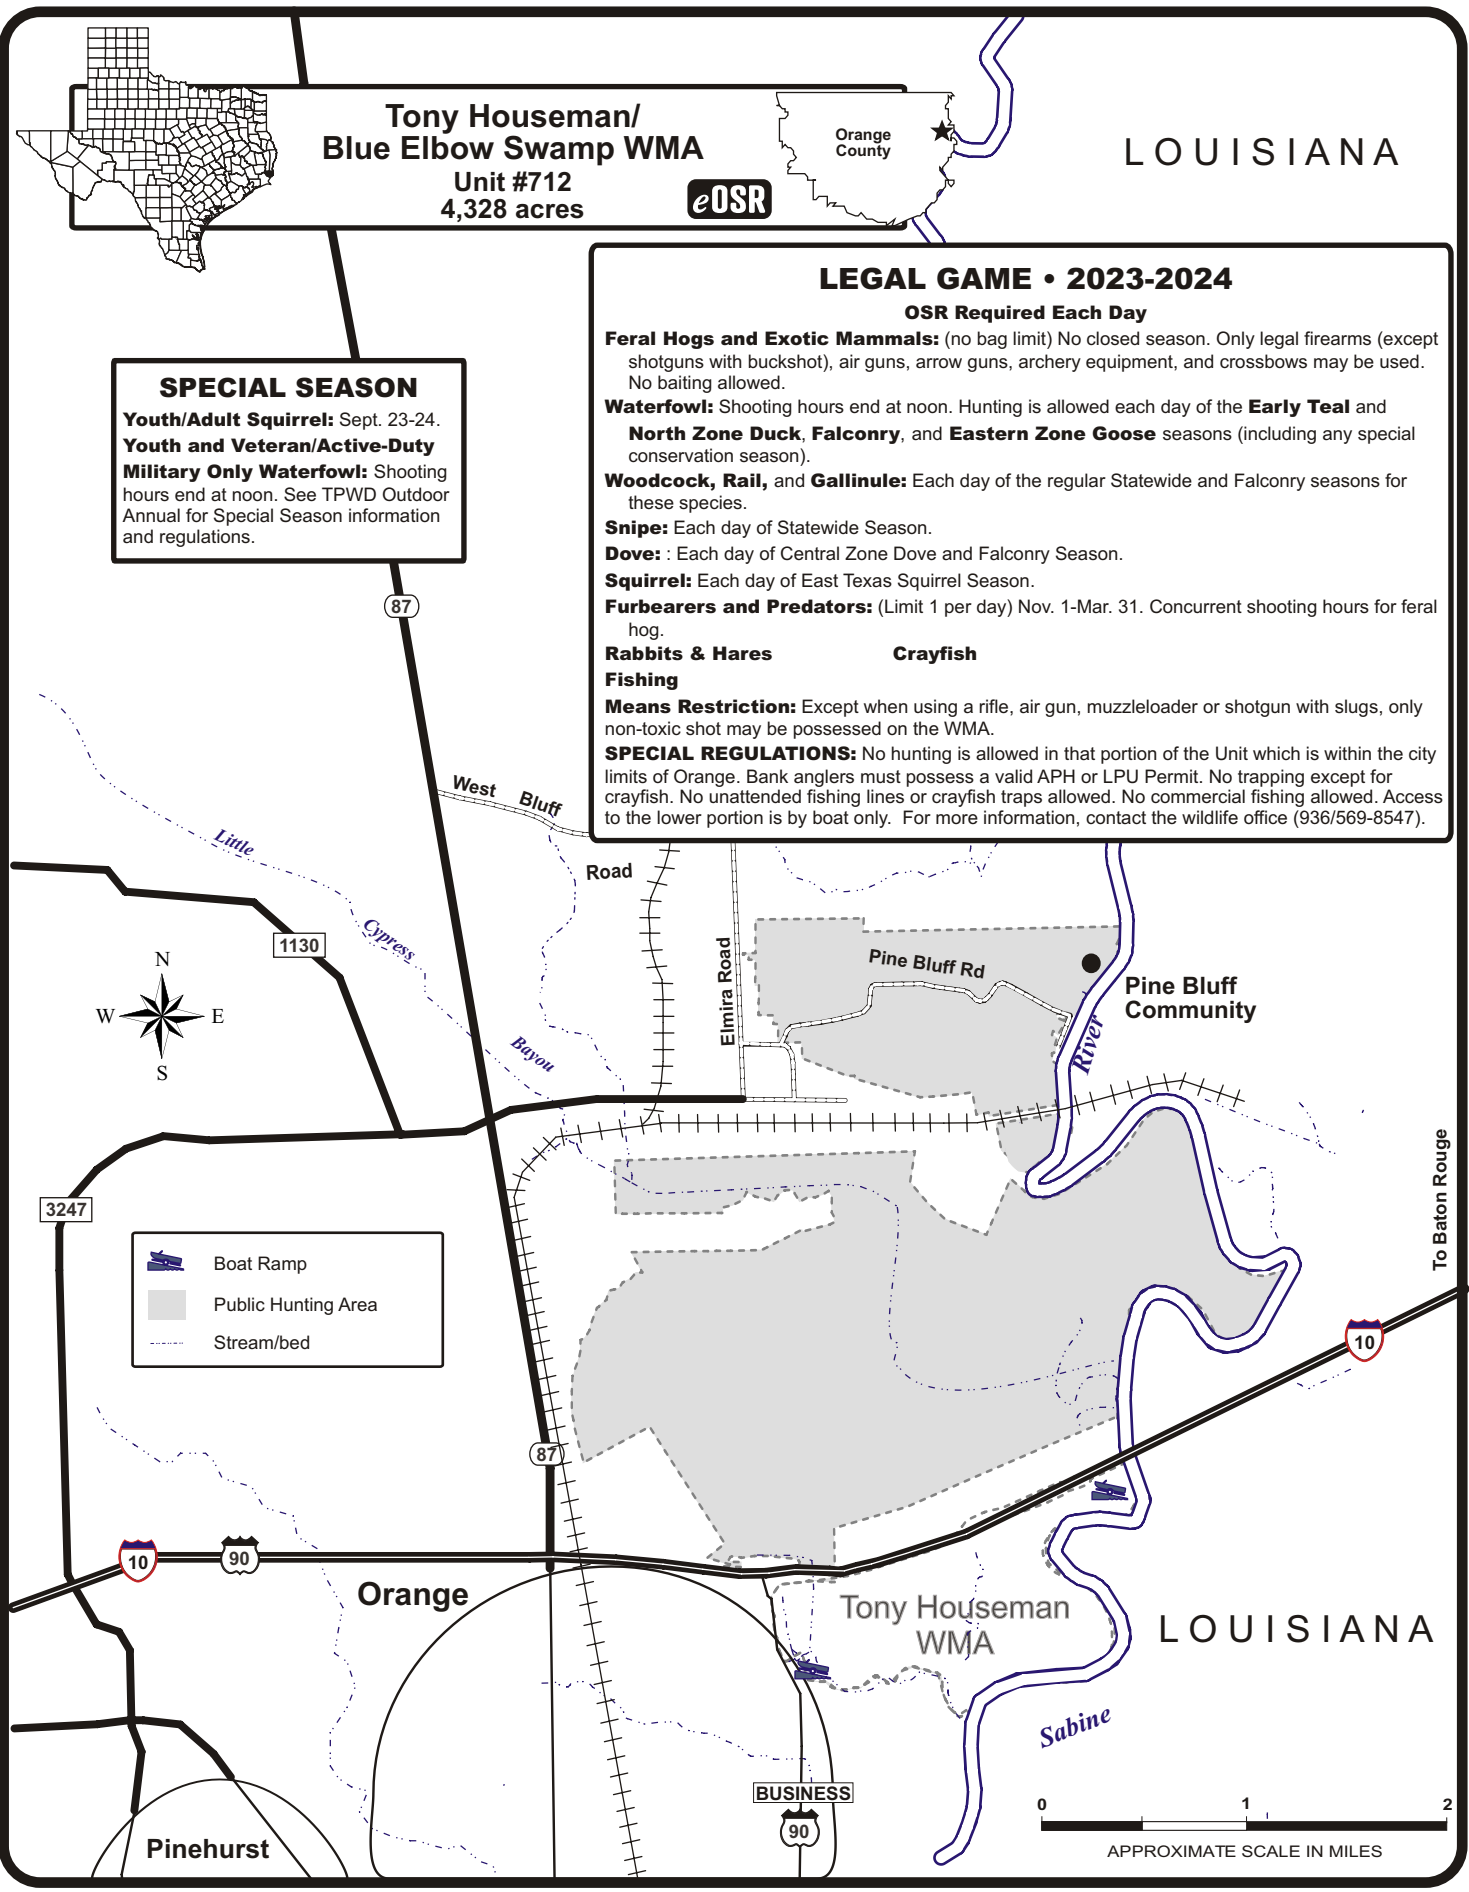 Tony Houseman/
Blue Elbow Swamp WMA
Unit #712
4,328 acres
eOSR
Orange
County
LOUISIANA
LEGAL GAME • 2023-2024
OSR Required Each Day
Feral Hogs and Exotic Mammals: (no bag limit) No closed season. Only legal firearms (except
shotguns with buckshot), air guns, arrow guns, archery equipment, and crossbows may be used.
No baiting allowed.
Waterfowl: Shooting hours end at noon. Hunting is allowed each day of the Early Teal and
North Zone Duck, Falconry, and Eastern Zone Goose seasons (including any special
conservation season).
Woodcock, Rail, and Gallinule: Each day of the regular Statewide and Falconry seasons for
these species.
Snipe: Each day of Statewide Season.
Dove: : Each day of Central Zone Dove and Falconry Season.
Squirrel: Each day of East Texas Squirrel Season.
Furbearers and Predators: (Limit 1 per day) Nov. 1-Mar. 31. Concurrent shooting hours for feral
hog.
Rabbits & Hares Crayfish
Fishing
Means Restriction: Except when using a rifle, air gun, muzzleloader or shotgun with slugs, only
non-toxic shot may be possessed on the WMA.
SPECIAL REGULATIONS: No hunting is allowed in that portion of the Unit which is within the city
limits of Orange. Bank anglers must possess a valid APH or LPU Permit. No trapping except for
crayfish. No unattended fishing lines or crayfish traps allowed. No commercial fishing allowed. Access
to the lower portion is by boat only. For more information, contact the wildlife office (936/569-8547).
SPECIAL SEASON
Youth/Adult Squirrel: Sept. 23-24.
Youth and Veteran/Active-Duty
Military Only Waterfowl: Shooting
hours end at noon. See TPWD Outdoor
Annual for Special Season information
and regulations.
87
West Bluff
Road
Little
Cypress
Bayou
1130
N
W E
S
Elmira Road
Pine Bluff Rd
Pine Bluff
Community
River
3247
Boat Ramp
Public Hunting Area
Stream/bed
To Baton Rouge
10
87
10
90
Orange
Tony Houseman
WMA
LOUISIANA
Sabine
BUSINESS
90
Pinehurst
0 1 2
APPROXIMATE SCALE IN MILES